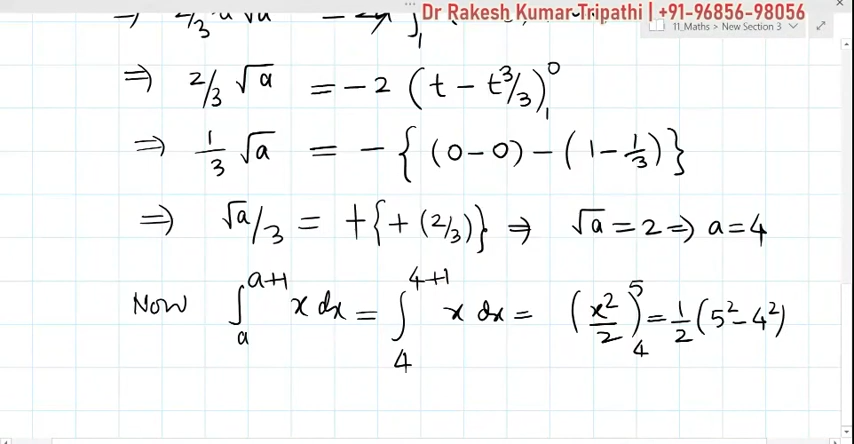 Dr Rakesh Kumar Tripathi | +91-96856-98056
11_Maths > New Section 3
⇒ 2/3 √a = -2 (t - t³/3)₁⁰
⇒ 1/3 √a = - { (0-0) - (1 - 1/3) }
⇒ √a/3 = +{+ (2/3)} ⇒ √a = 2 ⇒ a = 4
Now ∫ₐᵃ⁺¹ x dx = ∫₄⁴⁺¹ x dx = (x²/2)₄⁵ = 1/2 (5² - 4²)